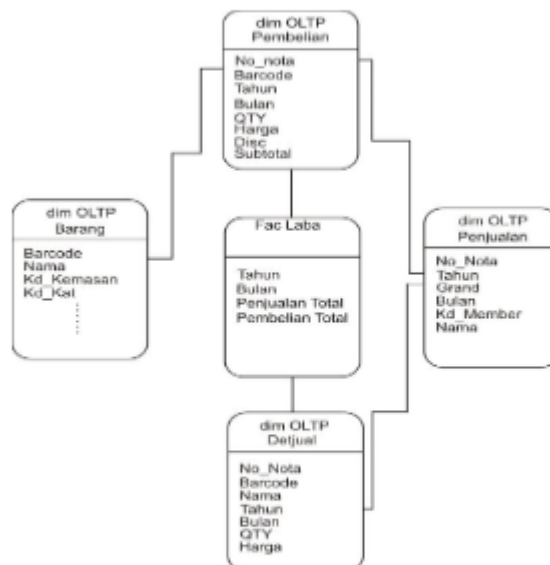 dim OLTP
Pembelian
No_nota
Barcode
Tahun
Bulan
QTY
Harga
Disc
Subtotal
dim OLTP
Barang
Barcode
Nama
Kd_Kemasan
Kd_Kat
Fac Laba
Tahun
Bulan
Penjualan Total
Pembelian Total
dim OLTP
Penjualan
No_Nota
Tahun
Grand
Bulan
Kd_Member
Nama
dim OLTP
Detjual
No_Nota
Barcode
Nama
Tahun
Bulan
QTY
Harga